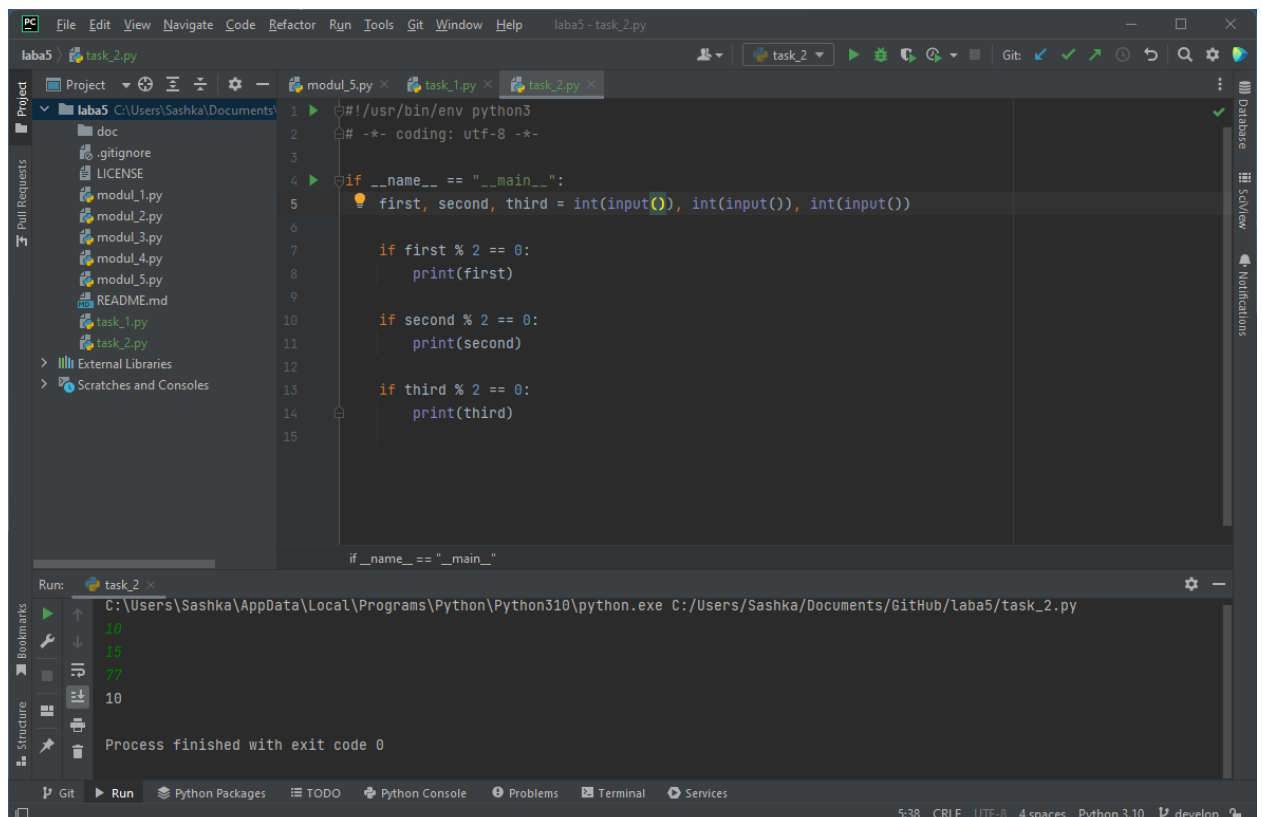 PC File Edit View Navigate Code Refactor Run Tools Git Window Help laba5 - task_2.py
laba5 task_2.py task_2 Git:
Project modul_5.py task_1.py task_2.py
Project
Pull Requests
laba5 C:\Users\Sashka\Documents\
doc
.gitignore
LICENSE
modul_1.py
modul_2.py
modul_3.py
modul_4.py
modul_5.py
MD README.md
task_1.py
task_2.py
External Libraries
Scratches and Consoles
1 #!/usr/bin/env python3
2 # -*- coding: utf-8 -*-
3
4 if __name__ == "__main__":
5 first, second, third = int(input()), int(input()), int(input())
6
7 if first % 2 == 0:
8 print(first)
9
10 if second % 2 == 0:
11 print(second)
12
13 if third % 2 == 0:
14 print(third)
15
if __name__ == "__main__"
Database
SciView
Notifications
Run: task_2
C:\Users\Sashka\AppData\Local\Programs\Python\Python310\python.exe C:/Users/Sashka/Documents/GitHub/laba5/task_2.py
10
15
77
10
Process finished with exit code 0
Bookmarks
Structure
Git Run Python Packages TODO Python Console Problems Terminal Services
5:38 CRLF UTF-8 4 spaces Python 3.10 develop